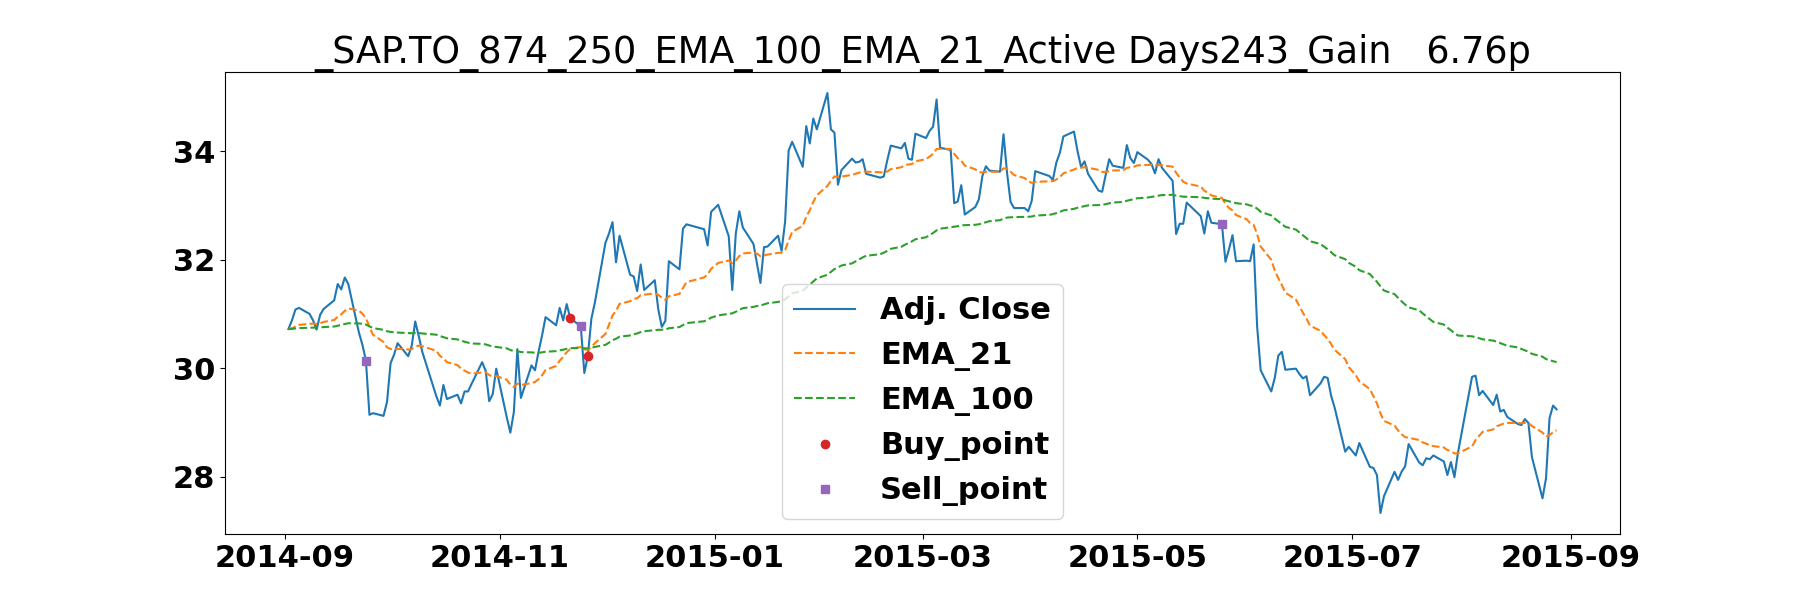 _SAP.TO_874_250_EMA_100_EMA_21_Active Days243_Gain   6.76p
34
32
30
28
Adj. Close
EMA_21
EMA_100
Buy_point
Sell_point
2014-09 2014-11 2015-01 2015-03 2015-05 2015-07 2015-09